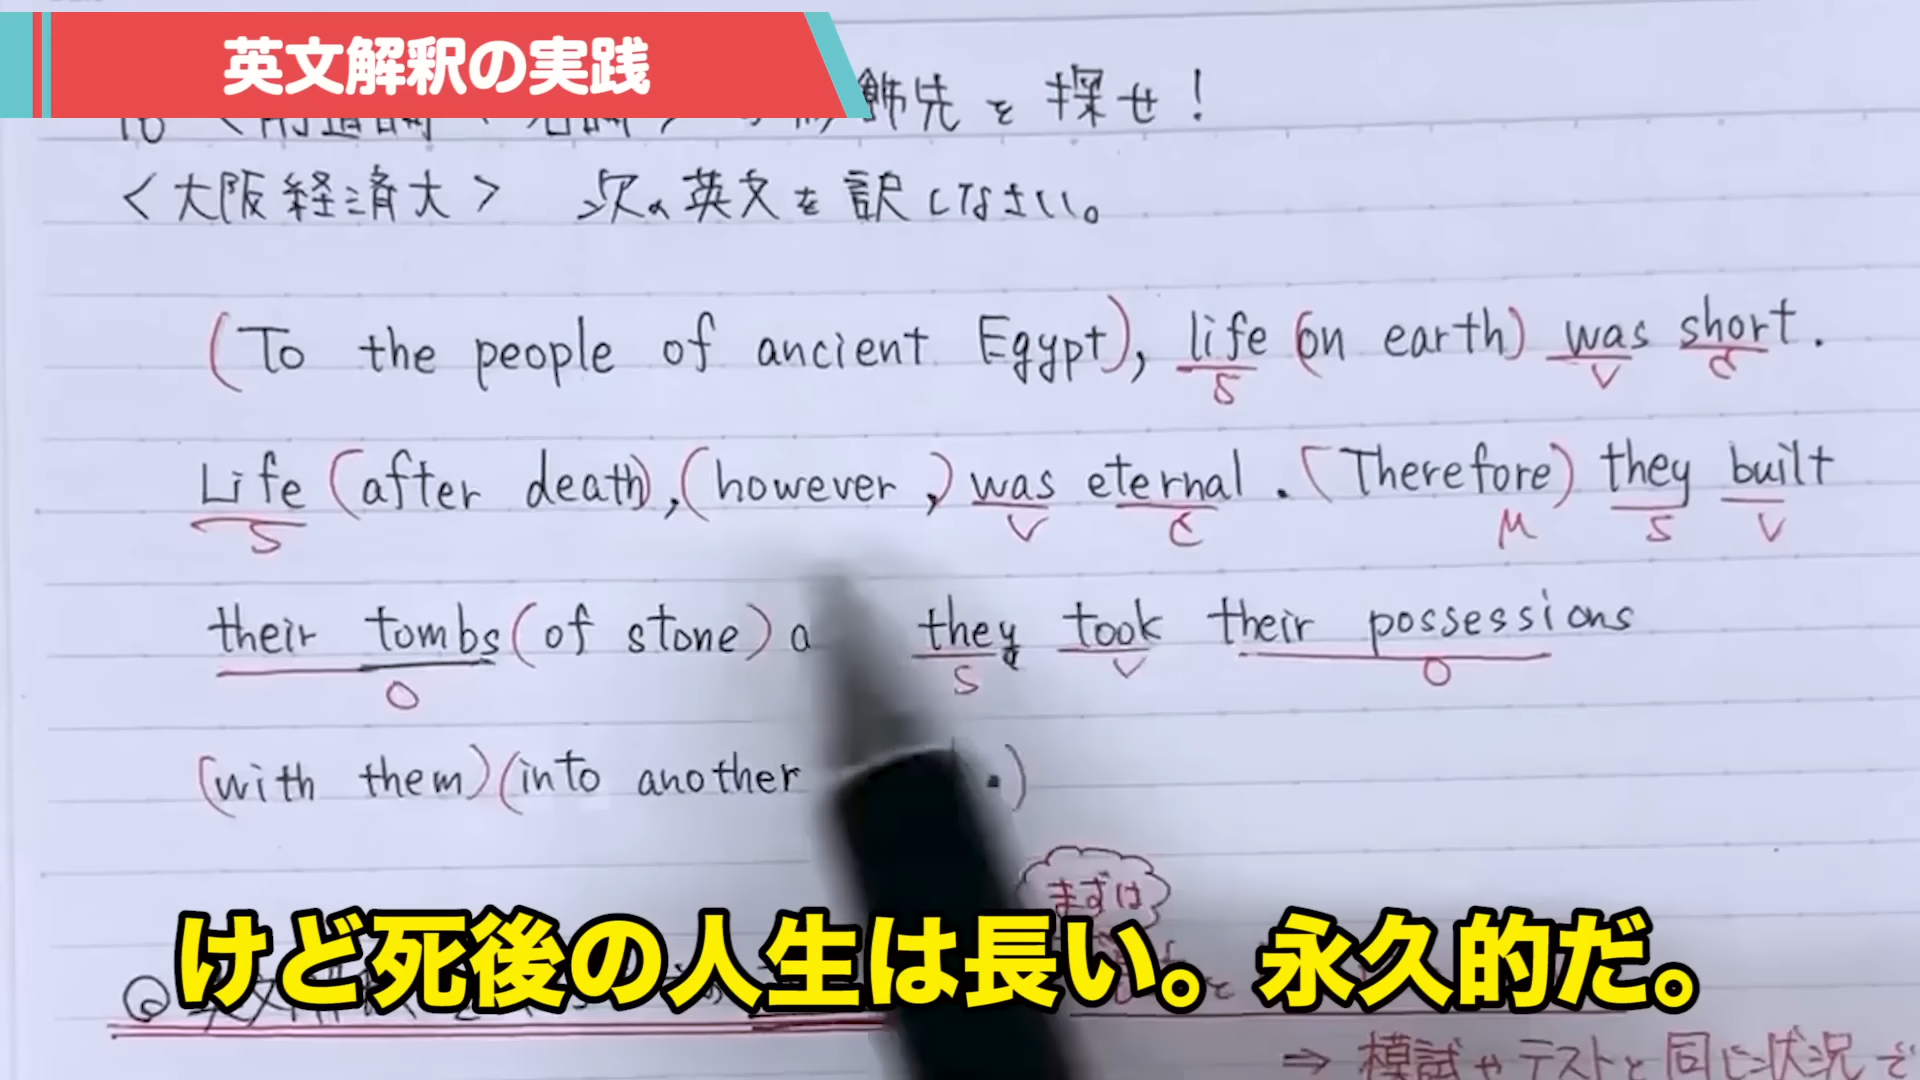 英文解釈の実践
飾先を探せ!
<大阪経済大> 次の英文を訳しなさい。
(To the people of ancient Egypt), life (on earth) was short.
S V C
Life (after death), (however,) was eternal. (Therefore) they built
S V C M S V
their tombs (of stone) a they took their possessions
O S V O
(with them) (into another .)
まずは
けど死後の人生は長い。永久的だ。
⇒ 模試やテストと同じ状況で